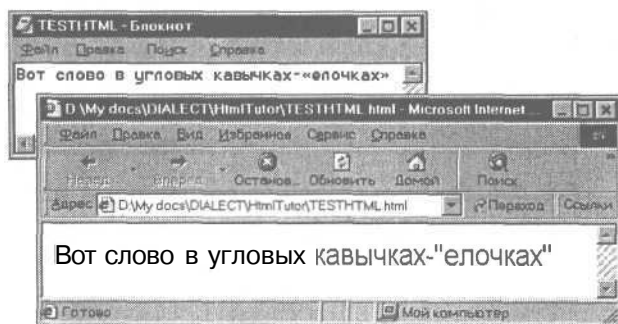 TESTHTML - Блокнот
Файл Правка Поиск Справка
Вот слово в угловых кавычках-«елочках»
D:\My docs\DIALECT\HtmlTutor\TESTHTML html - Microsoft Internet ...
Файл Правка Вид Избранное Сервис Справка
Назад Вперед Останов... Обновить Домой Поиск
Адрес D:\My docs\DIALECT\HtmlTutor\TESTHTML html Переход Ссылки
Вот слово в угловых кавычках-"елочках"
Готово Мой компьютер